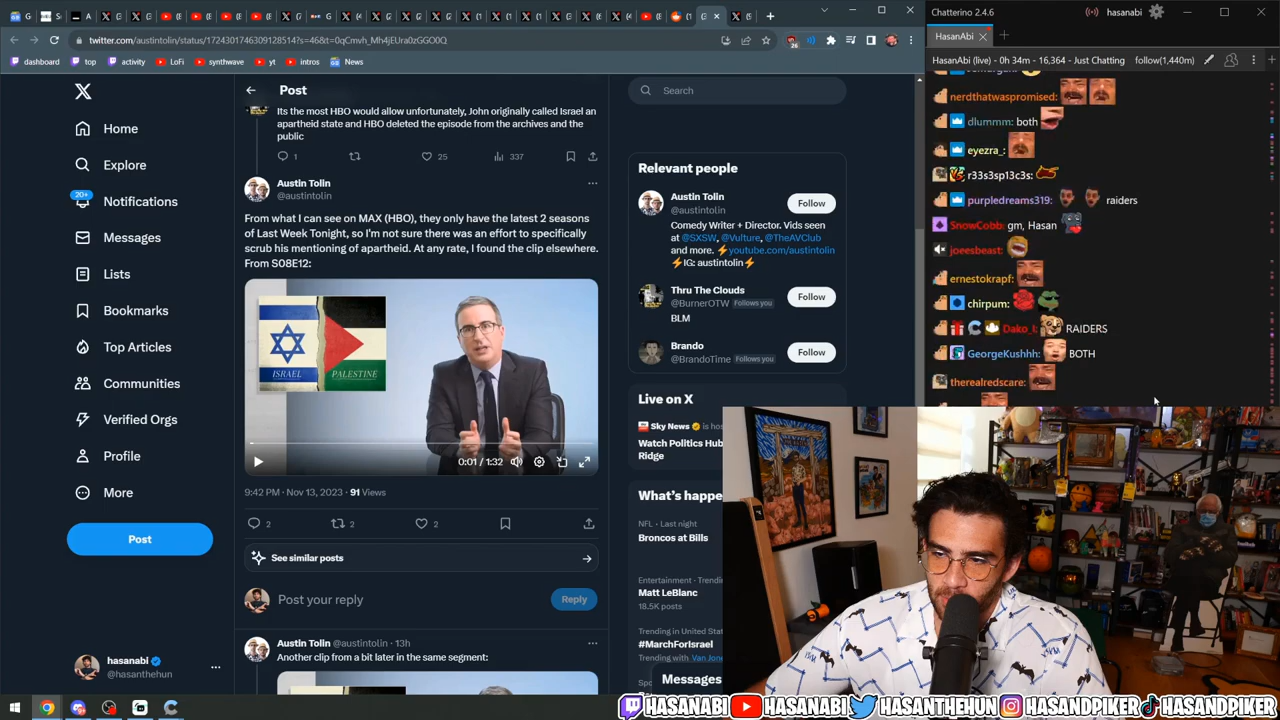 Chatterino 2.4.6
hasanabi
twitter.com/austintolin/status/1724301746309128514?s=46&t=0qCmvh_Mh4jEUra0zGGO0Q
HasanAbi
dashboard
top
activity
LoFi
synthwave
yt
intros
News
HasanAbi (live) - 0h 34m - 16,364 - Just Chatting
follow(1,440m)
Home
Explore
20+
Notifications
Messages
Lists
Bookmarks
Top Articles
Communities
Verified Orgs
Profile
More
Post
hasanabi
@hasanthehun
Post
Its the most HBO would allow unfortunately, John originally called Israel an
apartheid state and HBO deleted the episode from the archives and the
public
1
25
337
Austin Tolin
@austintolin
From what I can see on MAX (HBO), they only have the latest 2 seasons
of Last Week Tonight, so I'm not sure there was an effort to specifically
scrub his mentioning of apartheid. At any rate, I found the clip elsewhere.
From S08E12:
ISRAEL
PALESTINE
0:01 / 1:32
9:42 PM · Nov 13, 2023 · 91 Views
2
2
2
See similar posts
Post your reply
Reply
Austin Tolin @austintolin · 13h
Another clip from a bit later in the same segment:
Search
Relevant people
Austin Tolin
@austintolin
Follow
Comedy Writer + Director. Vids seen
at @SXSW, @Vulture, @TheAVClub
and more. ⚡youtube.com/austintolin
⚡IG: austintolin⚡
Thru The Clouds
@BurnerOTW Follows you
Follow
BLM
Brando
@BrandoTime Follows you
Follow
Live on X
Sky News is hos
Watch Politics Hub
Ridge
What's happe
NFL · Last night
Broncos at Bills
Entertainment · Trending
Matt LeBlanc
18.5K posts
Trending in United Sta
#MarchForIsrael
Trending with Van Jone
Messages
nerdthatwaspromised:
dlummm: both
eyezra_:
r33s3sp13c3s:
purpledreams319: raiders
SnowCobb: gm, Hasan
joeesbeast:
ernestokrapf:
chirpum:
Dako_I: RAIDERS
GeorgeKushhh: BOTH
therealredscare:
HASANABI
HASANABI
HASANTHEHUN
HASANDPIKER
HASANDPIKER